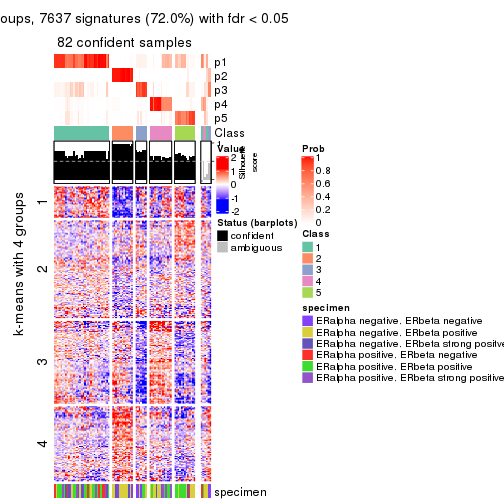 oups, 7637 signatures (72.0%) with fdr < 0.05
82 confident samples
p1
p2
p3
p4
p5
Class
1
2
3
4
k-means with 4 groups
specimen
Silhouette
score
Value
2
1
0
-1
-2
Status (barplots)
confident
ambiguous
Prob
1
0.8
0.6
0.4
0.2
0
Class
1
2
3
4
5
specimen
ERalpha negative. ERbeta negative
ERalpha negative. ERbeta positive
ERalpha negative. ERbeta strong positive
ERalpha positive. ERbeta negative
ERalpha positive. ERbeta positive
ERalpha positive. ERbeta strong positive